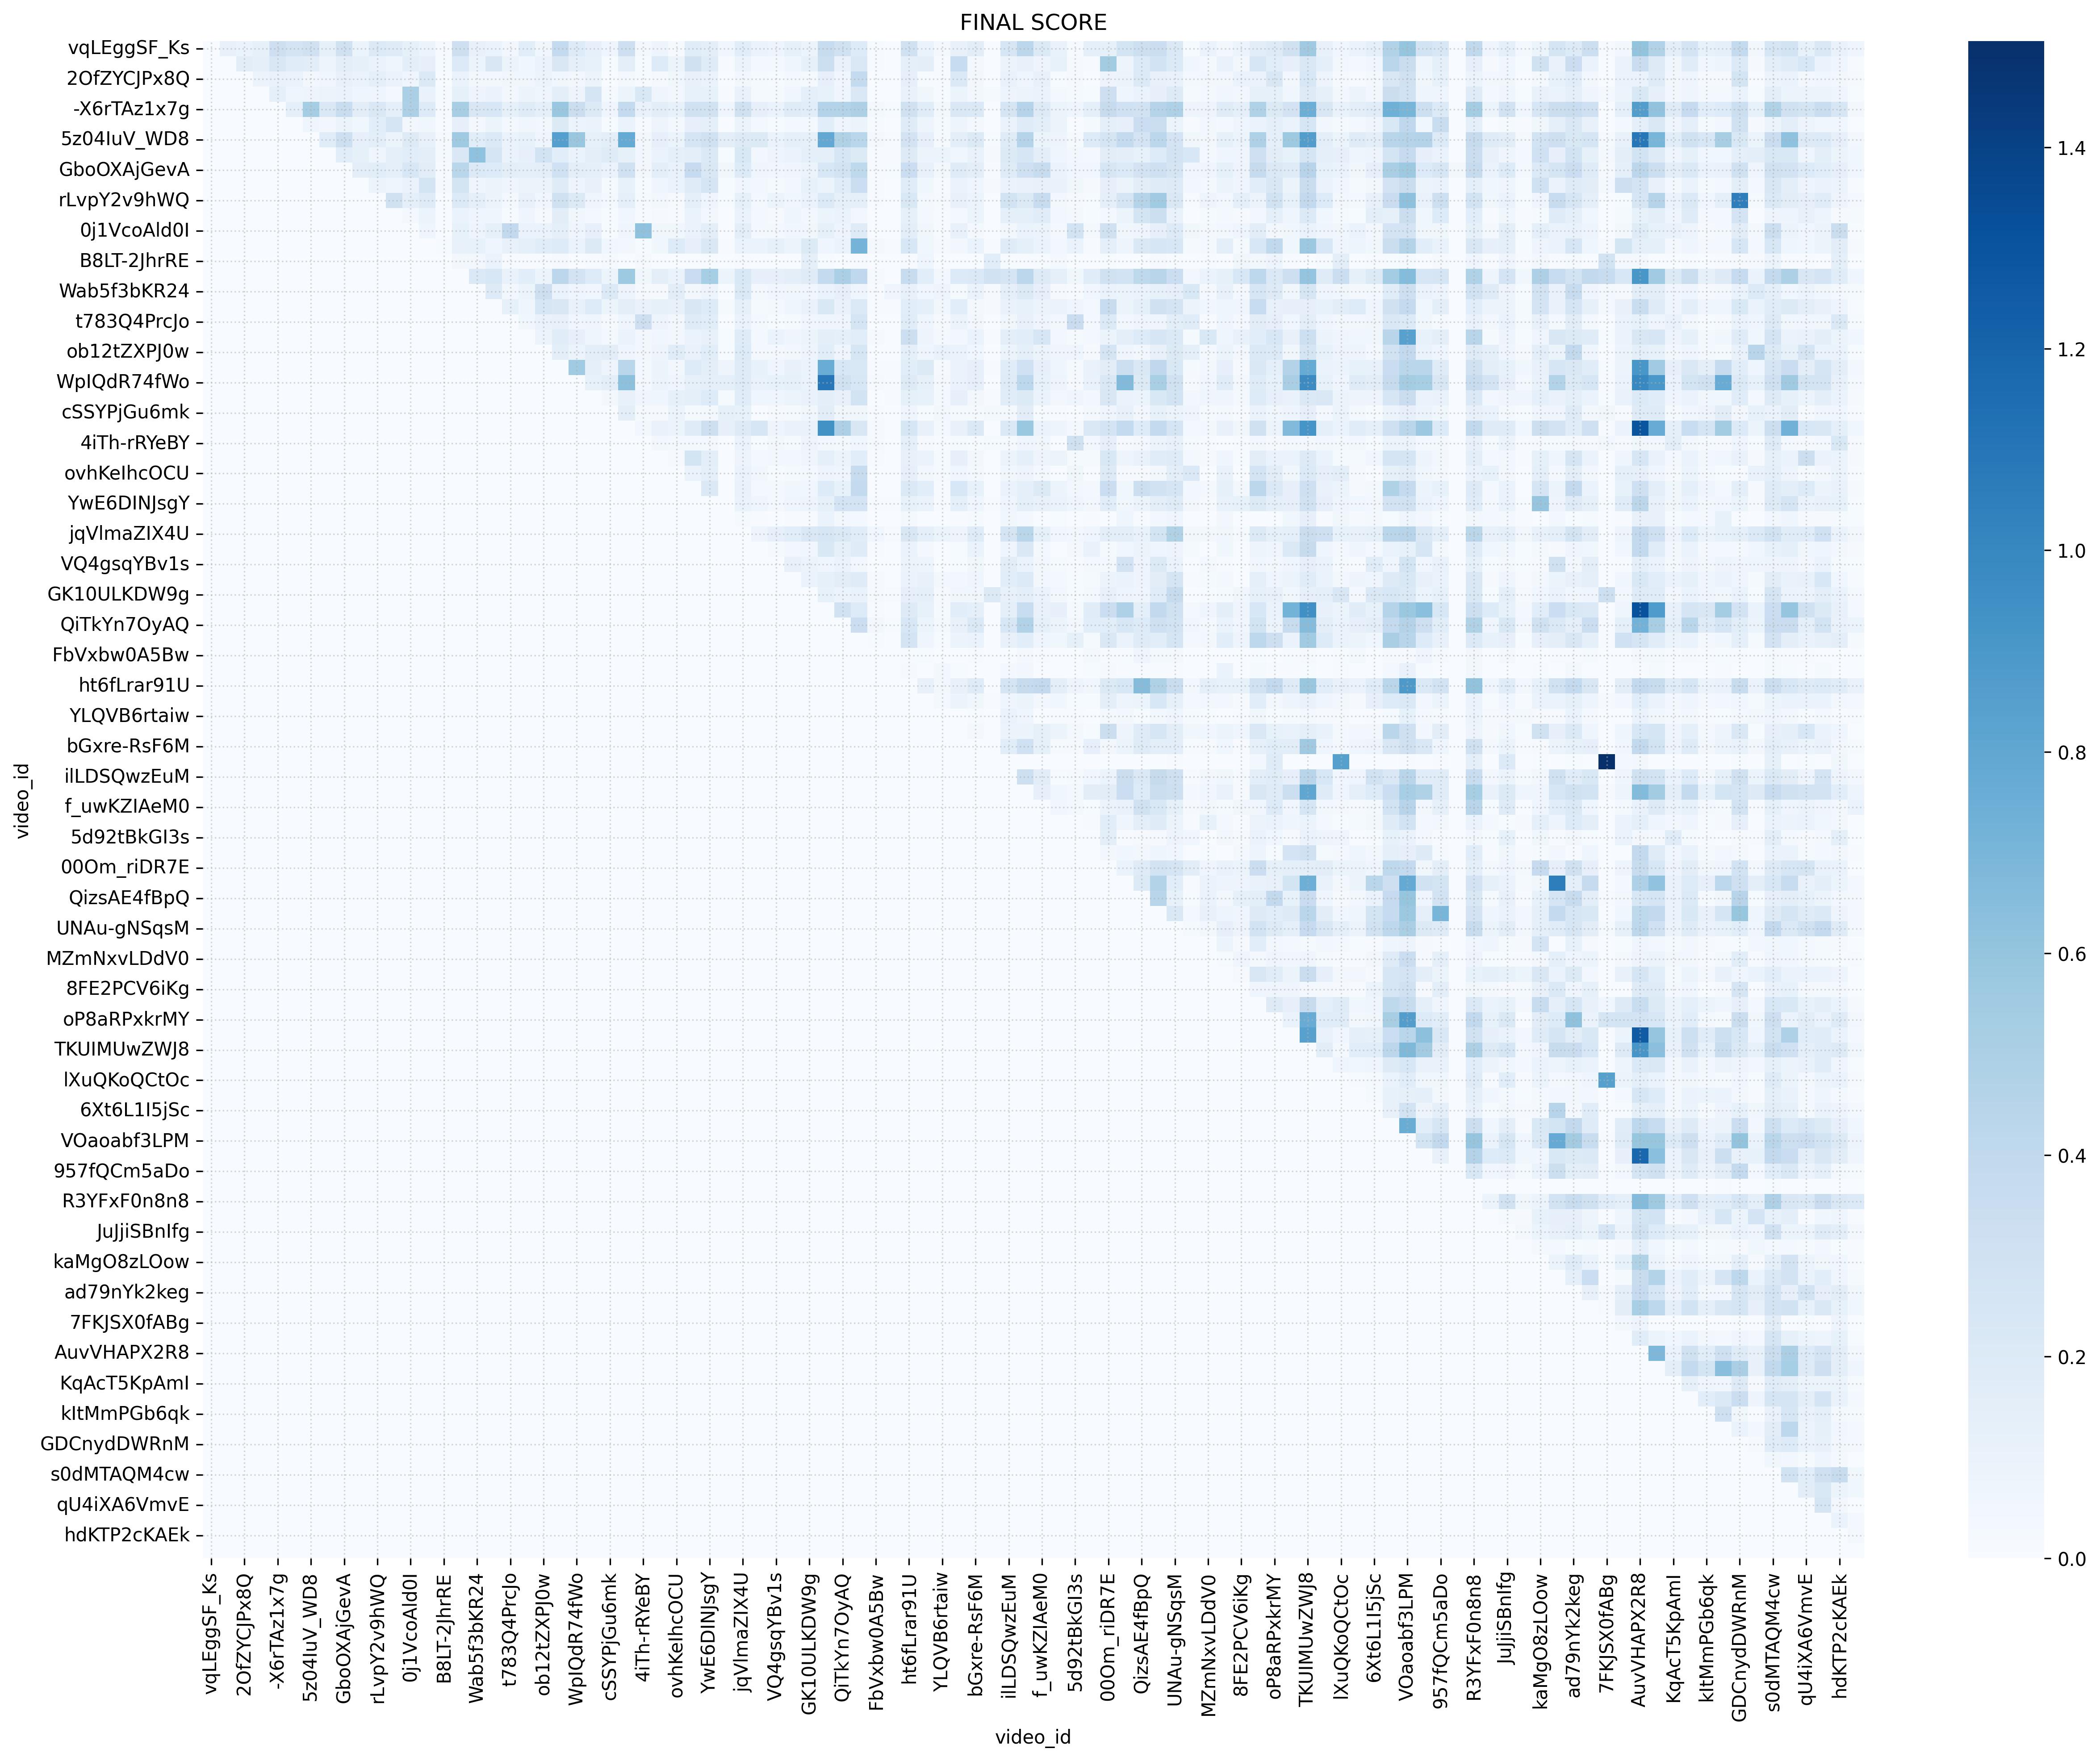 FINAL SCORE
vqLEggSF_Ks
2OfZYCJPx8Q
-X6rTAz1x7g
5z04IuV_WD8
GboOXAjGevA
rLvpY2v9hWQ
0j1VcoAld0I
B8LT-2JhrRE
Wab5f3bKR24
t783Q4PrcJo
ob12tZXPJ0w
WpIQdR74fWo
cSSYPjGu6mk
4iTh-rRYeBY
ovhKeIhcOCU
YwE6DINJsgY
jqVlmaZIX4U
VQ4gsqYBv1s
GK10ULKDW9g
QiTkYn7OyAQ
FbVxbw0A5Bw
ht6fLrar91U
YLQVB6rtaiw
bGxre-RsF6M
ilLDSQwzEuM
f_uwKZIAeM0
5d92tBkGI3s
00Om_riDR7E
QizsAE4fBpQ
UNAu-gNSqsM
MZmNxvLDdV0
8FE2PCV6iKg
oP8aRPxkrMY
TKUIMUwZWJ8
lXuQKoQCtOc
6Xt6L1I5jSc
VOaoabf3LPM
957fQCm5aDo
R3YFxF0n8n8
JuJjiSBnIfg
kaMgO8zLOow
ad79nYk2keg
7FKJSX0fABg
AuvVHAPX2R8
KqAcT5KpAmI
kItMmPGb6qk
GDCnydDWRnM
s0dMTAQM4cw
qU4iXA6VmvE
hdKTP2cKAEk
video_id
vqLEggSF_Ks
2OfZYCJPx8Q
-X6rTAz1x7g
5z04IuV_WD8
GboOXAjGevA
rLvpY2v9hWQ
0j1VcoAld0I
B8LT-2JhrRE
Wab5f3bKR24
t783Q4PrcJo
ob12tZXPJ0w
WpIQdR74fWo
cSSYPjGu6mk
4iTh-rRYeBY
ovhKeIhcOCU
YwE6DINJsgY
jqVlmaZIX4U
VQ4gsqYBv1s
GK10ULKDW9g
QiTkYn7OyAQ
FbVxbw0A5Bw
ht6fLrar91U
YLQVB6rtaiw
bGxre-RsF6M
ilLDSQwzEuM
f_uwKZIAeM0
5d92tBkGI3s
00Om_riDR7E
QizsAE4fBpQ
UNAu-gNSqsM
MZmNxvLDdV0
8FE2PCV6iKg
oP8aRPxkrMY
TKUIMUwZWJ8
lXuQKoQCtOc
6Xt6L1I5jSc
VOaoabf3LPM
957fQCm5aDo
R3YFxF0n8n8
JuJjiSBnIfg
kaMgO8zLOow
ad79nYk2keg
7FKJSX0fABg
AuvVHAPX2R8
KqAcT5KpAmI
kItMmPGb6qk
GDCnydDWRnM
s0dMTAQM4cw
qU4iXA6VmvE
hdKTP2cKAEk
video_id
1.4
1.2
1.0
0.8
0.6
0.4
0.2
0.0